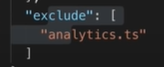 "exclude": [
"analytics.ts"
]